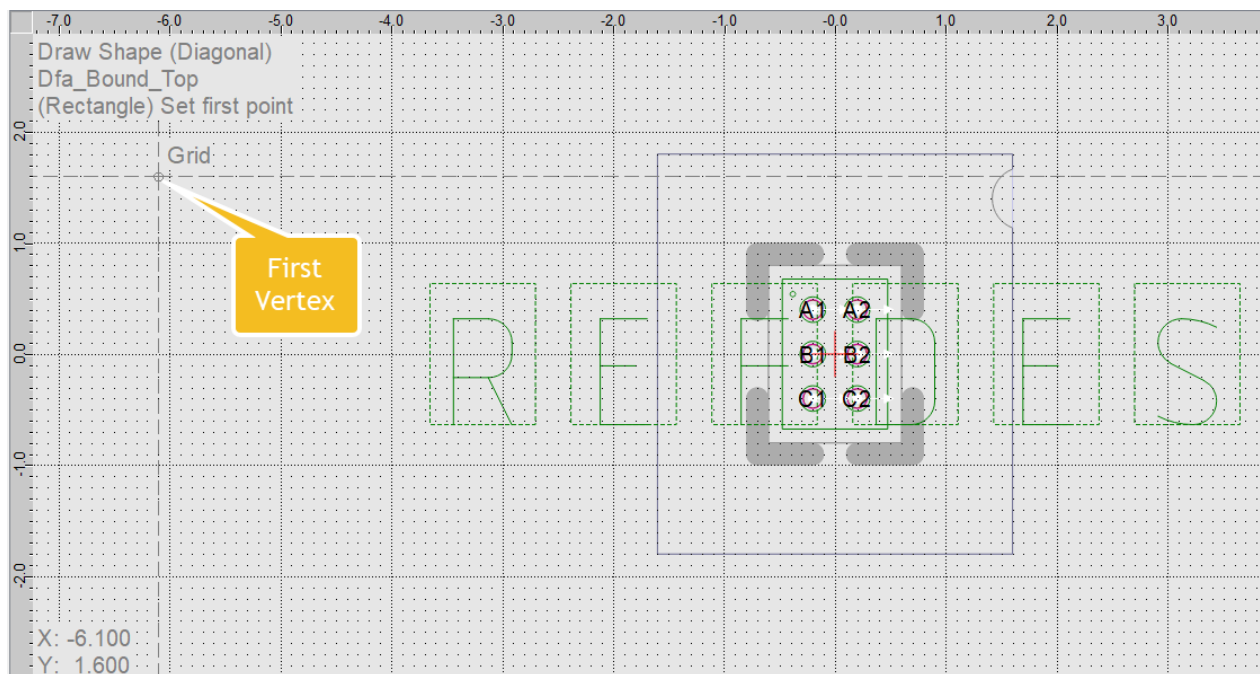 -7.0 -6.0 -5.0 -4.0 -3.0 -2.0 -1.0 -0.0 1.0 2.0 3.0
Draw Shape (Diagonal)
Dfa_Bound_Top
(Rectangle) Set first point
2.0
Grid
1.0
First
Vertex
A1 A2
REFDES
0.0
B1 B2
C1 C2
-1.0
-2.0
X: -6.100
Y: 1.600